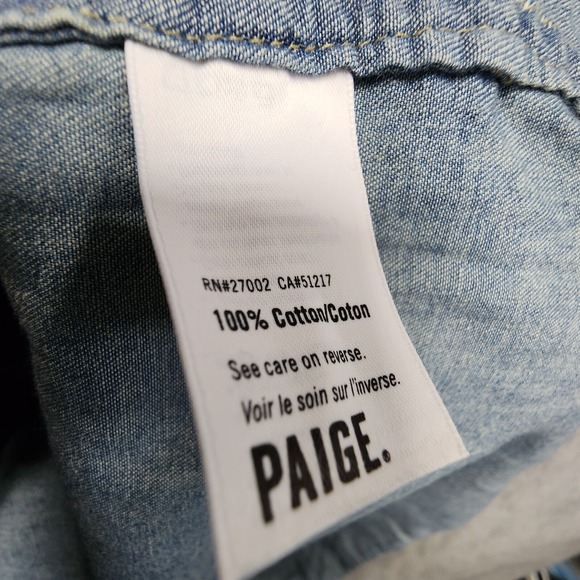 RN#27002 CA#51217
100% Cotton/Coton
See care on reverse.
Voir le soin sur l'inverse.
PAIGE®